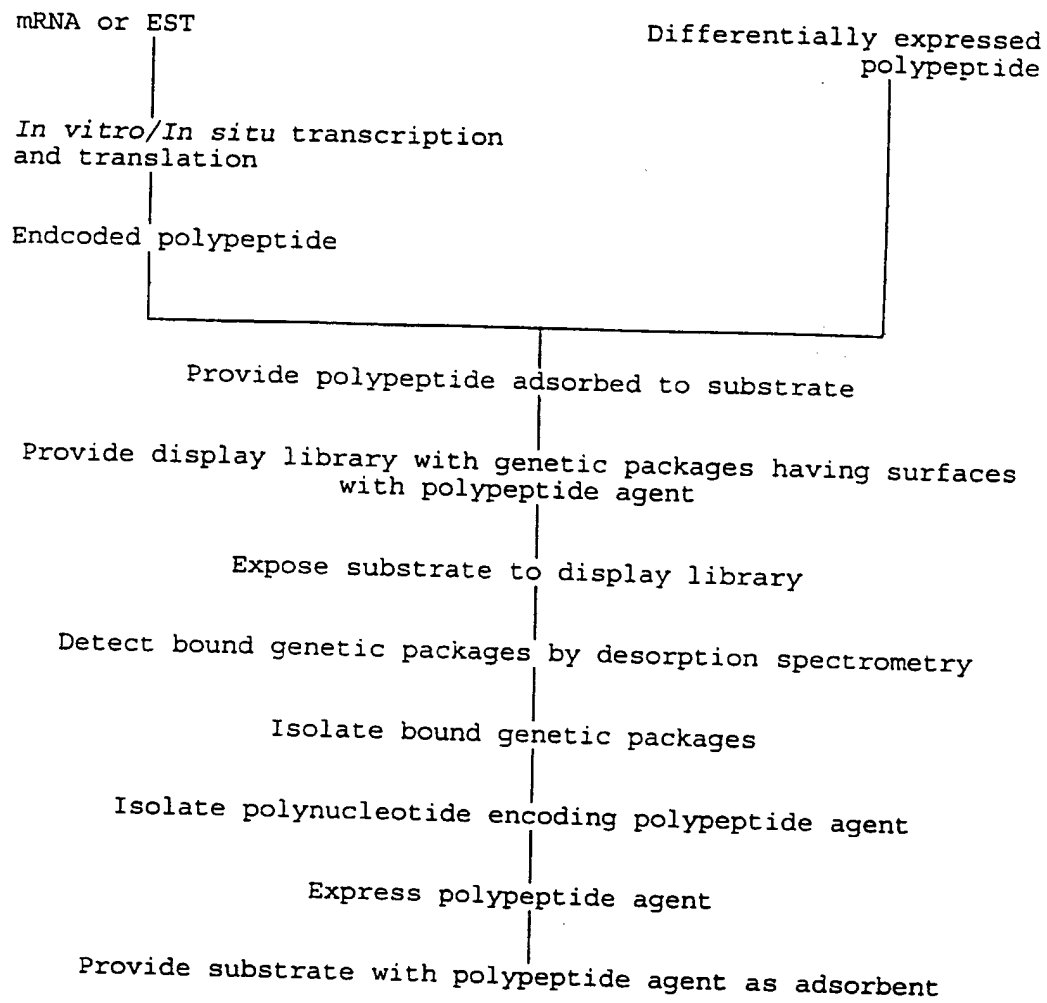 mRNA or EST
Differentially expressed
polypeptide
In vitro/In situ transcription
and translation
Endcoded polypeptide
Provide polypeptide adsorbed to substrate
Provide display library with genetic packages having surfaces
with polypeptide agent
Expose substrate to display library
Detect bound genetic packages by desorption spectrometry
Isolate bound genetic packages
Isolate polynucleotide encoding polypeptide agent
Express polypeptide agent
Provide substrate with polypeptide agent as adsorbent